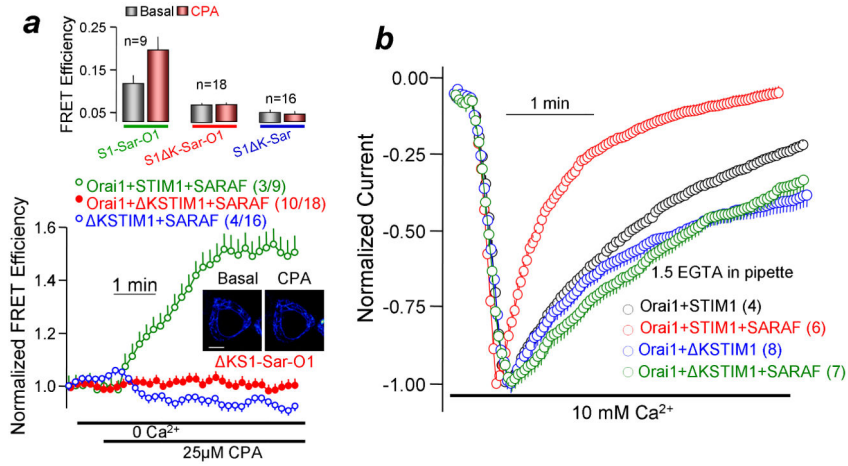 a
Basal CPA
FRET Efficiency
0.25
0.15
0.05
n=9
n=18
n=16
S1-Sar-O1
S1ΔK-Sar-O1
S1ΔK-Sar
Orai1+STIM1+SARAF (3/9)
Orai1+ΔKSTIM1+SARAF (10/18)
ΔKSTIM1+SARAF (4/16)
Normalized FRET Efficiency
1.6
1.4
1.2
1.0
1 min
Basal CPA
ΔKS1-Sar-O1
0 Ca²⁺
25µM CPA
b
Normalized Current
0.00
-0.25
-0.50
-0.75
-1.00
1 min
1.5 EGTA in pipette
Orai1+STIM1 (4)
Orai1+STIM1+SARAF (6)
Orai1+ΔKSTIM1 (8)
Orai1+ΔKSTIM1+SARAF (7)
10 mM Ca²⁺